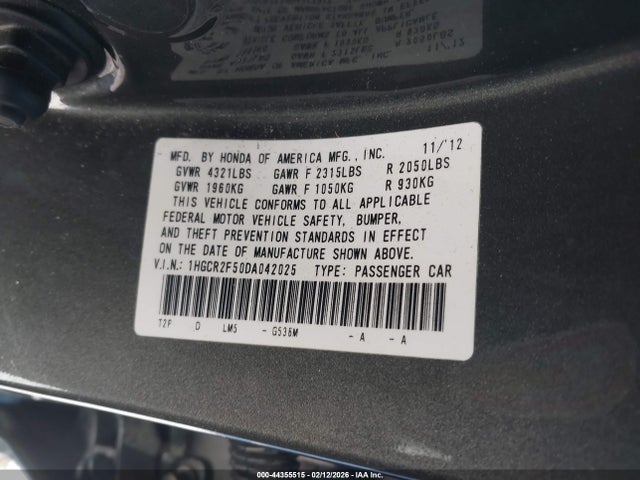 MFD. BY HONDA OF AMERICA MFG., INC. 11/'12
GVWR 4321LBS GAWR F 2315LBS R 2050LBS
GVWR 1960KG GAWR F 1050KG R 930KG
THIS VEHICLE CONFORMS TO ALL APPLICABLE
FEDERAL MOTOR VEHICLE SAFETY, BUMPER,
AND THEFT PREVENTION STANDARDS IN EFFECT
ON THE DATE OF MANUFACTURE SHOWN ABOVE.
V.I.N.: 1HGCR2F50DA042025 TYPE: PASSENGER CAR
T2P D LM5 - G536M - A - A
000-44355515 - 02/12/2026 - IAA Inc.